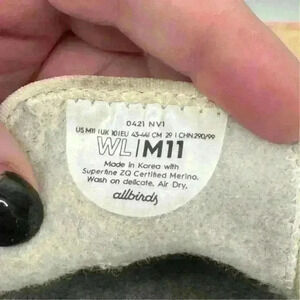 0421 NV1
US M11 | UK 10 | EU 43-44 | CM 29 | CHN 290/99
WL | M11
Made in Korea with
Superfine ZQ Certified Merino.
Wash on delicate, Air Dry,
allbirds